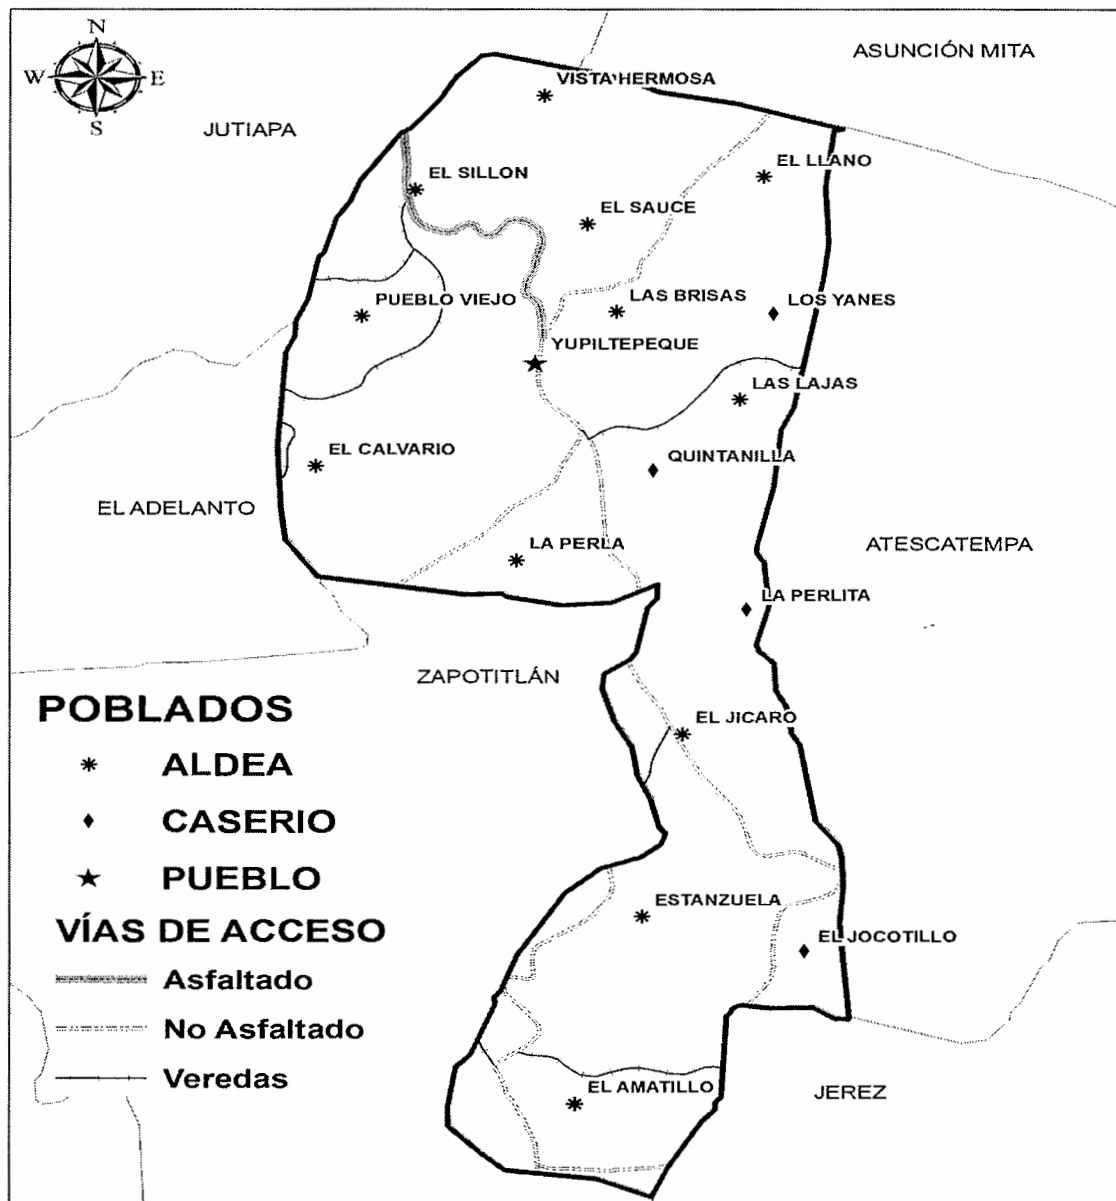 N
W
E
S
ASUNCIÓN MITA
JUTIAPA
VISTA HERMOSA
EL SILLON
EL LLANO
EL SAUCE
PUEBLO VIEJO
LAS BRISAS
LOS YANES
YUPILTEPEQUE
LAS LAJAS
EL CALVARIO
QUINTANILLA
EL ADELANTO
LA PERLA
ATESCATEMPA
LA PERLITA
ZAPOTITLÁN
EL JICARO
ESTANZUELA
EL JOCOTILLO
EL AMATILLO
JEREZ
POBLADOS
ALDEA
CASERIO
PUEBLO
VÍAS DE ACCESO
Asfaltado
No Asfaltado
Veredas